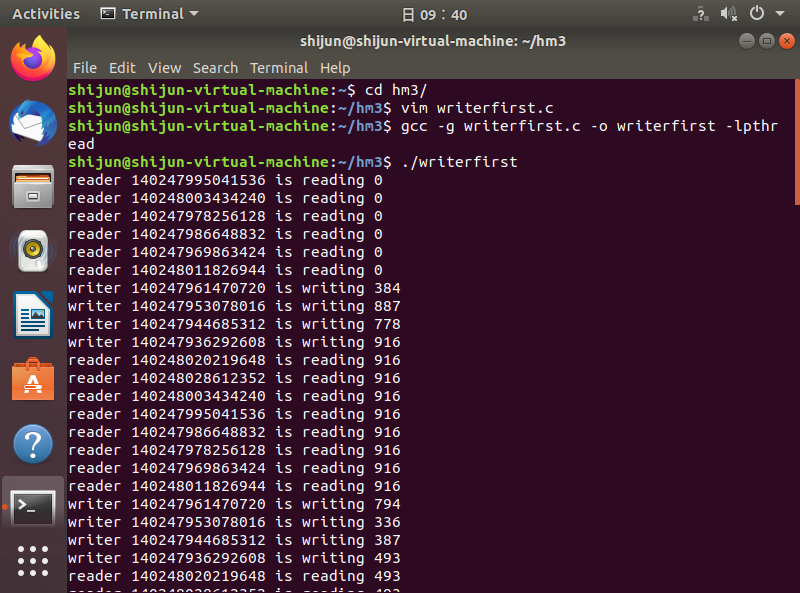 Activities Terminal 日 09：40
shijun@shijun-virtual-machine: ~/hm3
File Edit View Search Terminal Help
shijun@shijun-virtual-machine:~$ cd hm3/
shijun@shijun-virtual-machine:~/hm3$ vim writerfirst.c
shijun@shijun-virtual-machine:~/hm3$ gcc -g writerfirst.c -o writerfirst -lpthr
ead
shijun@shijun-virtual-machine:~/hm3$ ./writerfirst
reader 140247995041536 is reading 0
reader 140248003434240 is reading 0
reader 140247978256128 is reading 0
reader 140247986648832 is reading 0
reader 140247969863424 is reading 0
reader 140248011826944 is reading 0
writer 140247961470720 is writing 384
writer 140247953078016 is writing 887
writer 140247944685312 is writing 778
writer 140247936292608 is writing 916
reader 140248020219648 is reading 916
reader 140248028612352 is reading 916
reader 140248003434240 is reading 916
reader 140247995041536 is reading 916
reader 140247986648832 is reading 916
reader 140247978256128 is reading 916
reader 140247969863424 is reading 916
reader 140248011826944 is reading 916
writer 140247961470720 is writing 794
writer 140247953078016 is writing 336
writer 140247944685312 is writing 387
writer 140247936292608 is writing 493
reader 140248020219648 is reading 493
reader 140248028612352 is reading 493